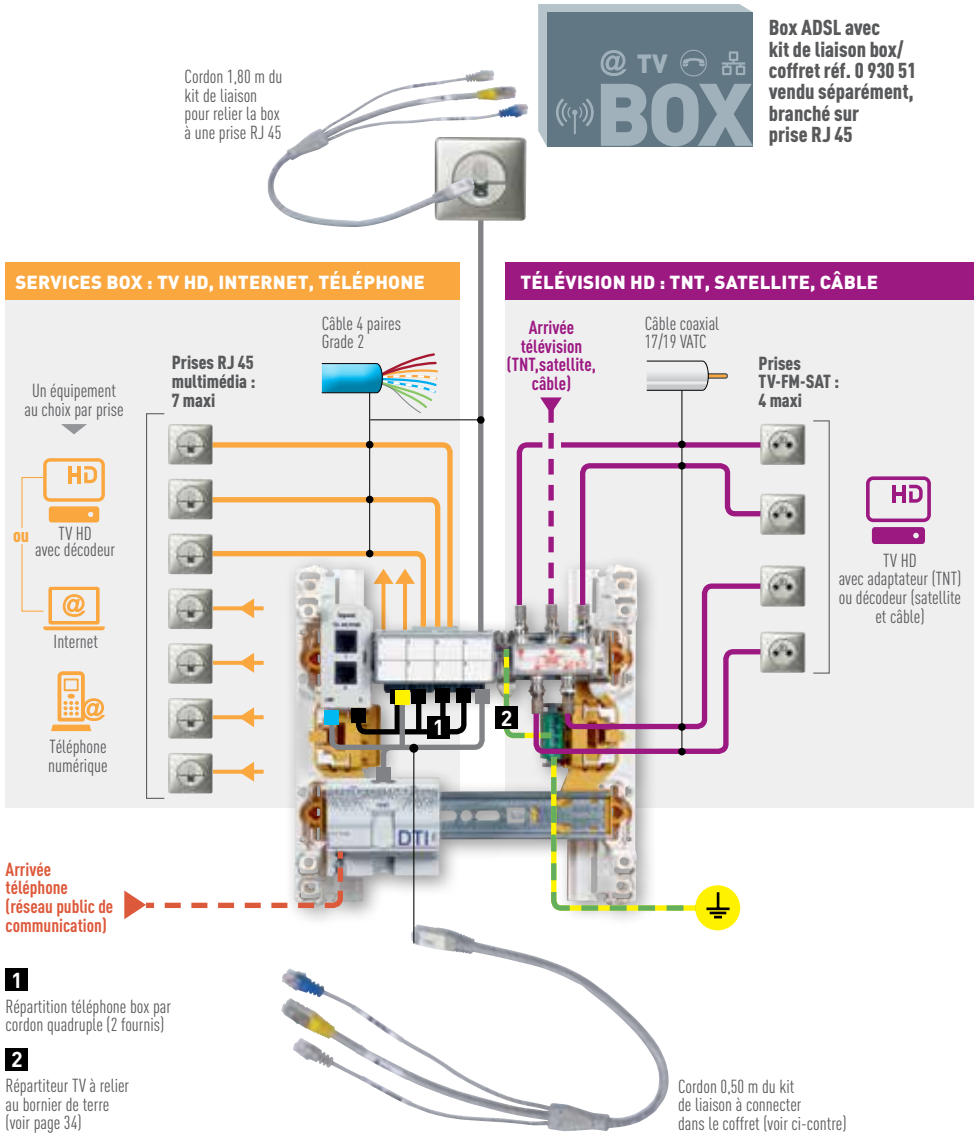 Cordon 1,80 m du
kit de liaison
pour relier la box
à une prise RJ 45
@ TV
BOX
Box ADSL avec
kit de liaison box/
coffret réf. 0 930 51
vendu séparément,
branché sur
prise RJ 45
SERVICES BOX : TV HD, INTERNET, TÉLÉPHONE
Câble 4 paires
Grade 2
Prises RJ 45
multimédia :
7 maxi
Un équipement
au choix par prise
HD
ou
TV HD
avec décodeur
@
Internet
@
Téléphone
numérique
TÉLÉVISION HD : TNT, SATELLITE, CÂBLE
Arrivée
télévision
(TNT,satellite,
câble)
Câble coaxial
17/19 VATC
Prises
TV-FM-SAT :
4 maxi
HD
TV HD
avec adaptateur (TNT)
ou décodeur (satellite
et câble)
1
2
DTI
Arrivée
téléphone
(réseau public de
communication)
1
Répartition téléphone box par
cordon quadruple (2 fournis)
2
Répartiteur TV à relier
au bornier de terre
(voir page 34)
Cordon 0,50 m du kit
de liaison à connecter
dans le coffret (voir ci-contre)